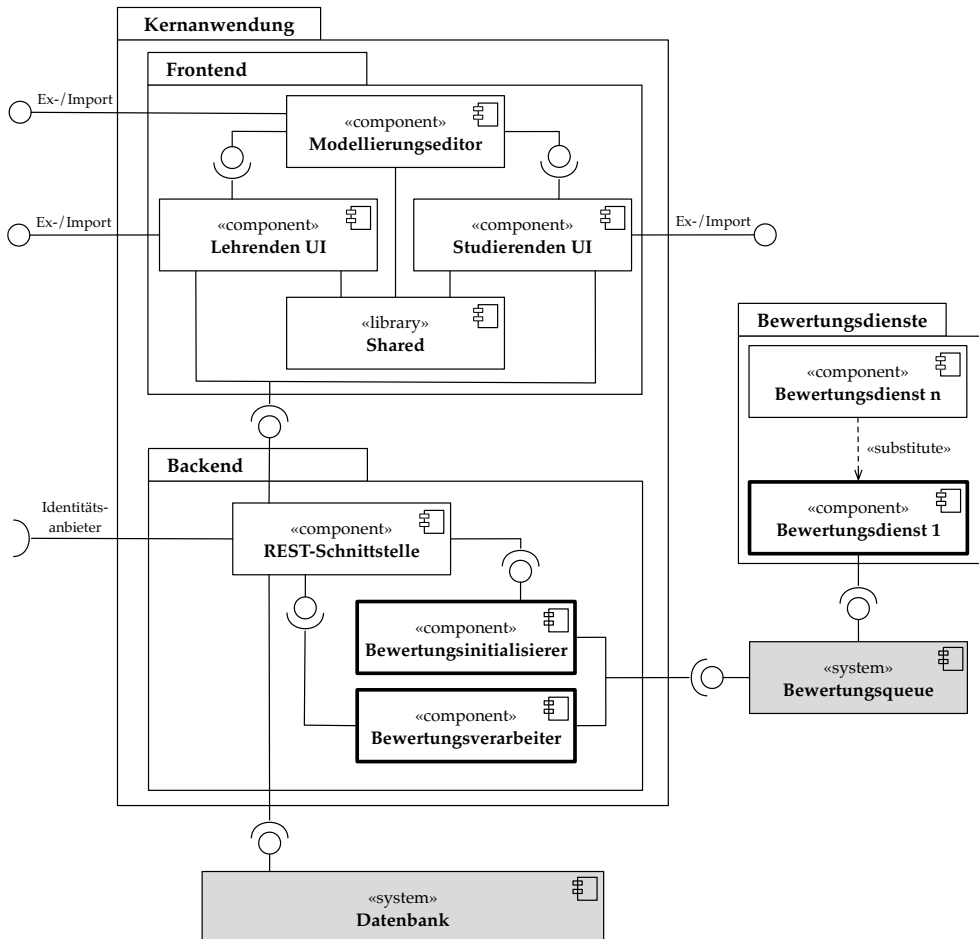 Kernanwendung
Frontend
Ex-/Import
«component»
Modellierungseditor
Ex-/Import
«component»
Lehrenden UI
«component»
Studierenden UI
Ex-/Import
«library»
Shared
Bewertungsdienste
«component»
Bewertungsdienst n
«substitute»
«component»
Bewertungsdienst 1
Backend
Identitäts-
anbieter
«component»
REST-Schnittstelle
«component»
Bewertungsinitialisierer
«component»
Bewertungsverarbeiter
«system»
Bewertungsqueue
«system»
Datenbank